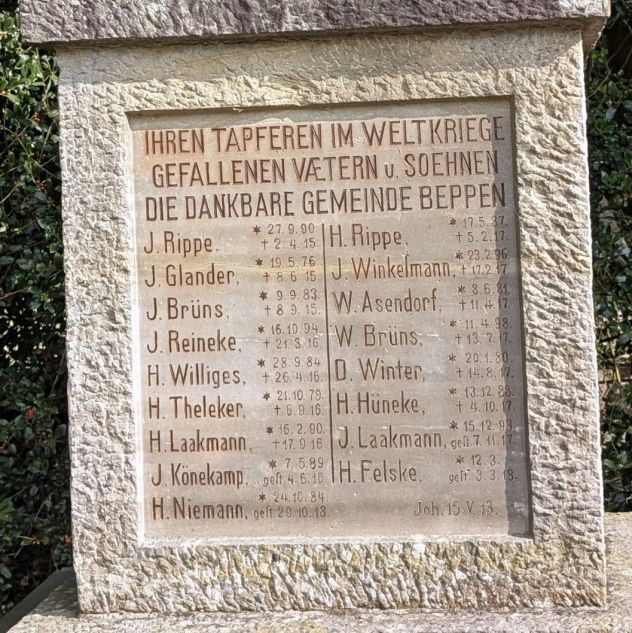 IHREN TAPFEREN IM WELTKRIEGE
GEFALLENEN VÆTERN U. SOEHNEN
DIE DANKBARE GEMEINDE BEPPEN
J. Rippe, * 27.9.90 † 2.4.15
J. Glander, * 19.5.76 † 8.6.15
J. Brüns, * 9.9.83. † 8.9.15
J. Reineke, * 16.10.94. † 21.3.16
H. Williges, * 28.9.84 † 26.4.16.
H. Theleker, * 21.10.79. † 6.9.16.
H. Laakmann, * 16.2.90. † 17.9.16
J. Könekamp, * 7.5.89. gest. 4.6.16.
H. Niemann, * 24.10.84. gest. 29.10.18.
H. Rippe, * 17.5.87. † 5.2.17.
J. Winkelmann, * 23.2.96. † 17.2.17
W. Asendorf, * 8.6.81. † 11.4.17.
W. Brüns, * 11.4.98. † 13.7.17
D. Winter, * 20.1.80. † 14.8.17
H. Hüneke, * 13.12.88. † 4.10.17
J. Laakmann, * 15.12.93 gest. 7.11.17
H. Felske, * 12.3. gest. 3.3.18
Joh. 15 V. 13.